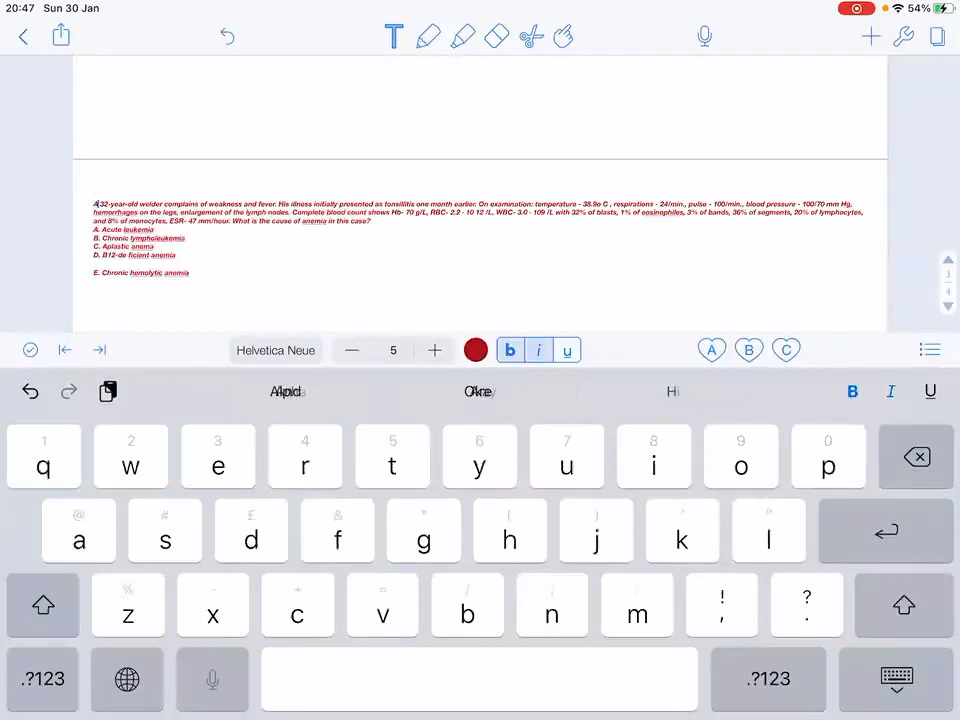 20:47 Sun 30 Jan
54%
A 32-year-old welder complains of weakness and fever. His illness initially presented as tonsillitis one month earlier. On examination: temperature - 38.9o C , respirations - 24/min., pulse - 100/min., blood pressure - 100/70 mm Hg,
hemorrhages on the legs, enlargement of the lymph nodes. Complete blood count shows Hb- 70 g/L, RBC- 2.2 · 10 12 /L, WBC- 3.0 · 109 /L with 32% of blasts, 1% of eosinophiles, 3% of bands, 36% of segments, 20% of lymphocytes,
and 8% of monocytes, ESR- 47 mm/hour. What is the cause of anemia in this case?
A. Acute leukemia
B. Chronic lympholeukemia
C. Aplastic anema
D. B12-de ficient anemia
E. Chronic hemolytic anemia
3
4
Helvetica Neue — 5 + b i u A B C
Hi B I U
1 2 3 4 5 6 7 8 9 0
q w e r t y u i o p
@ # £ & * ( ) ' "
a s d f g h j k l
% - + = / ; : ! ?
z x c v b n m , .
.?123 .?123